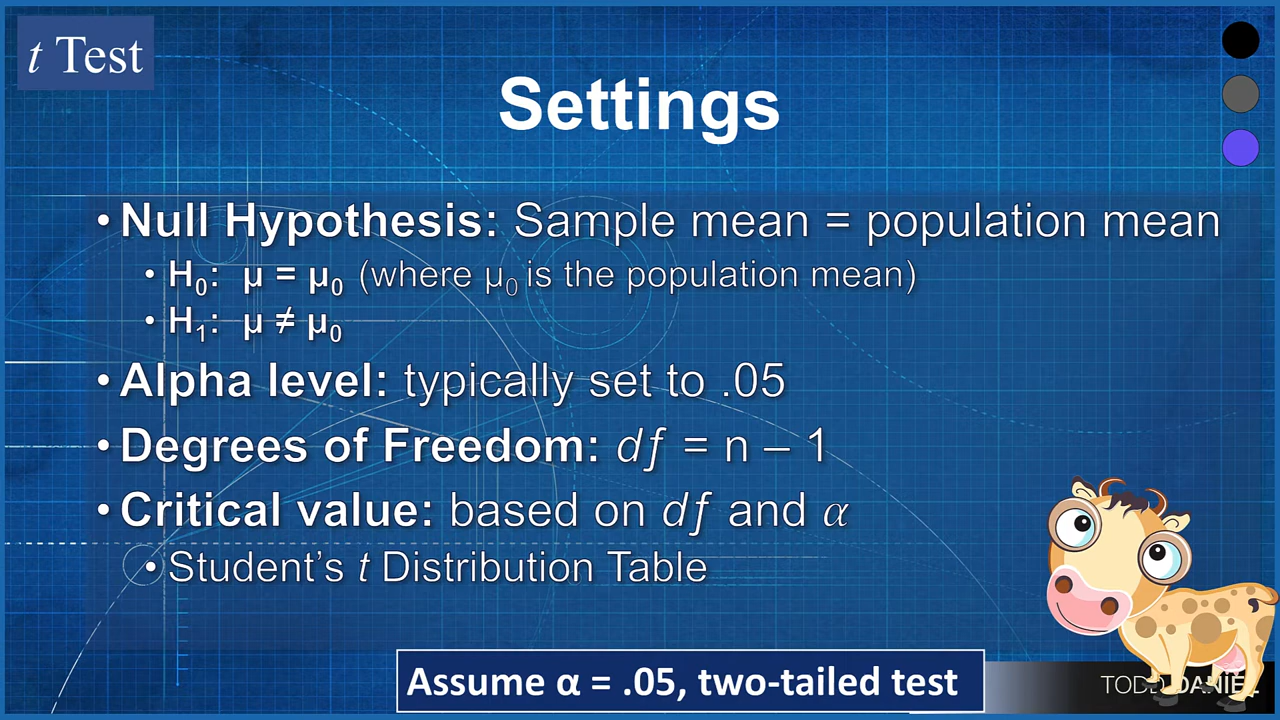 t Test
Settings
• Null Hypothesis: Sample mean = population mean
• H₀: μ = μ₀ (where μ₀ is the population mean)
• H₁: μ ≠ μ₀
• Alpha level: typically set to .05
• Degrees of Freedom: df = n – 1
• Critical value: based on df and α
• Student’s t Distribution Table
Assume α = .05, two-tailed test